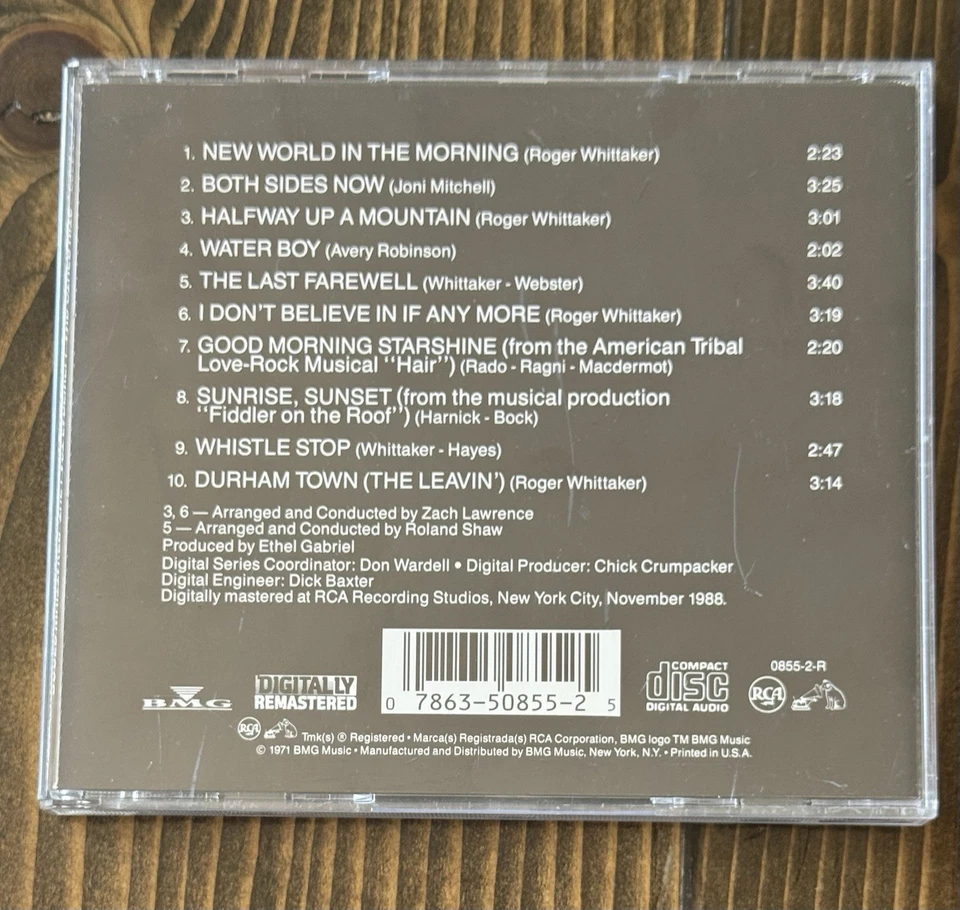 1. NEW WORLD IN THE MORNING (Roger Whittaker) 2:23
2. BOTH SIDES NOW (Joni Mitchell) 3:25
3. HALFWAY UP A MOUNTAIN (Roger Whittaker) 3:01
4. WATER BOY (Avery Robinson) 2:02
5. THE LAST FAREWELL (Whittaker - Webster) 3:40
6. I DON'T BELIEVE IN IF ANY MORE (Roger Whittaker) 3:19
7. GOOD MORNING STARSHINE (from the American Tribal 2:20
Love-Rock Musical "Hair") (Rado - Ragni - Macdermot)
8. SUNRISE, SUNSET (from the musical production 3:18
"Fiddler on the Roof") (Harnick - Bock)
9. WHISTLE STOP (Whittaker - Hayes) 2:47
10. DURHAM TOWN (THE LEAVIN') (Roger Whittaker) 3:14
3, 6 — Arranged and Conducted by Zach Lawrence
5 — Arranged and Conducted by Roland Shaw
Produced by Ethel Gabriel
Digital Series Coordinator: Don Wardell • Digital Producer: Chick Crumpacker
Digital Engineer: Dick Baxter
Digitally mastered at RCA Recording Studios, New York City, November 1988.
BMG
DIGITALLY
REMASTERED
0 7863-50855-2 5
COMPACT
disc
DIGITAL AUDIO
0855-2-R
RCA
RCA Tmk(s) ® Registered • Marca(s) Registrada(s) RCA Corporation, BMG logo TM BMG Music
© 1971 BMG Music • Manufactured and Distributed by BMG Music, New York, N.Y. • Printed in U.S.A.